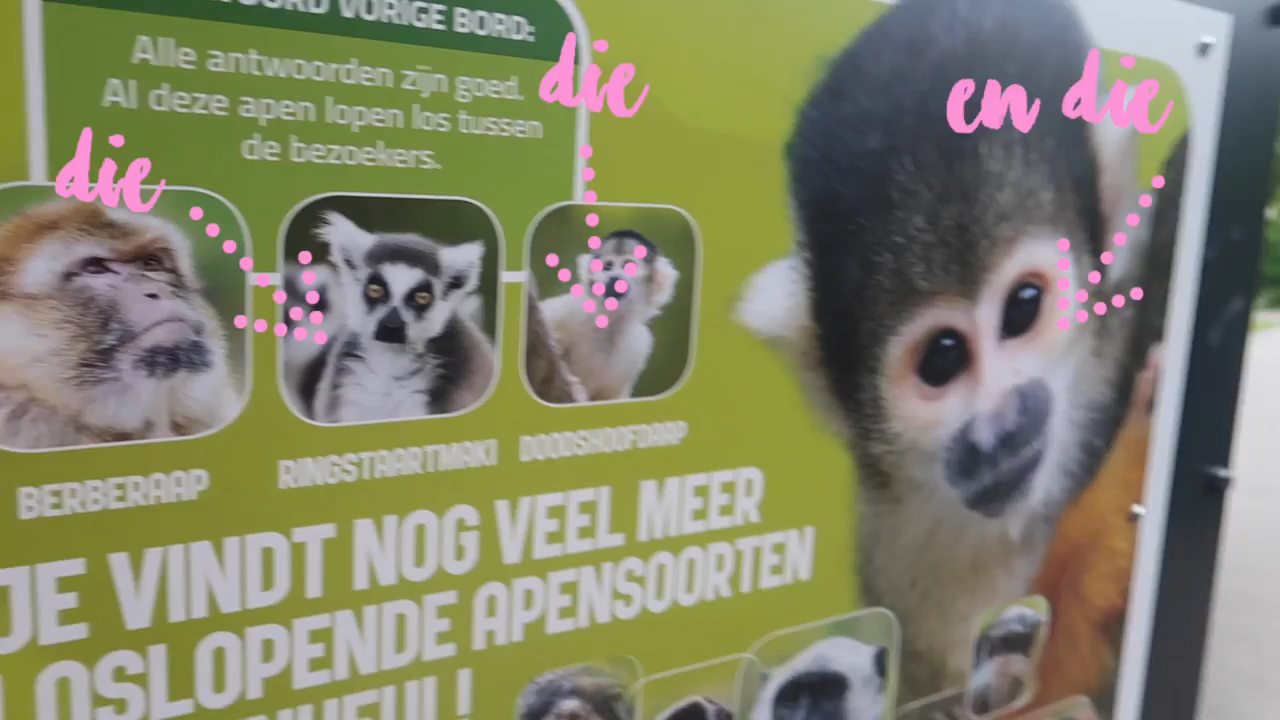 VORIGE BORD:
Alle antwoorden zijn goed.
Al deze apen lopen los tussen
de bezoekers.
die
die
en die
BERBERAAP
RINGSTAARTMAKI
DOODSHOOFDAAP
JE VINDT NOG VEEL MEER
LOSLOPENDE APENSOORTEN